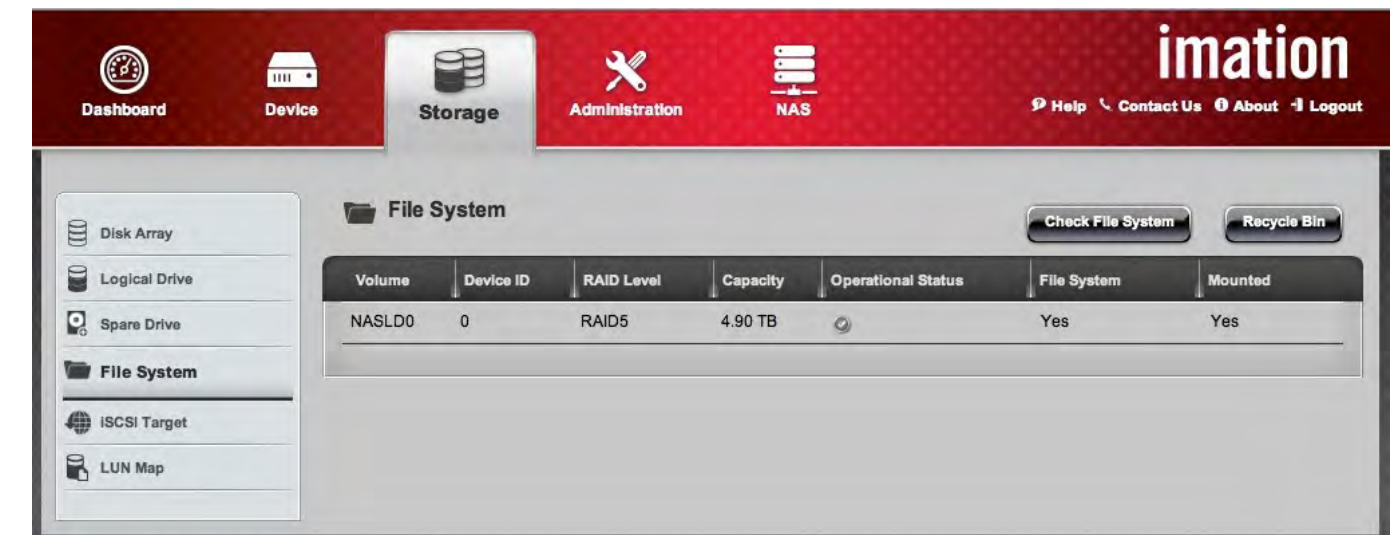 imation
Dashboard Device Storage Administration NAS
Help Contact Us About Logout
File System
Check File System Recycle Bin
Disk Array
Logical Drive
Spare Drive
File System
iSCSI Target
LUN Map
Volume Device ID RAID Level Capacity Operational Status File System Mounted
NASLD0 0 RAID5 4.90 TB Yes Yes